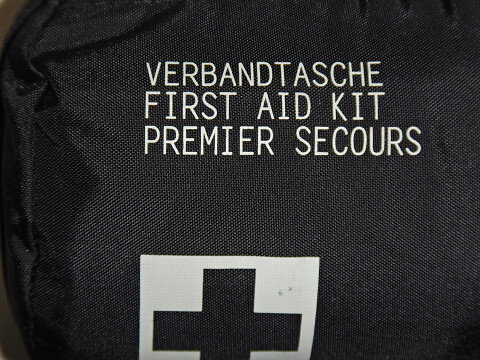 VERBANDTASCHE
FIRST AID KIT
PREMIER SECOURS